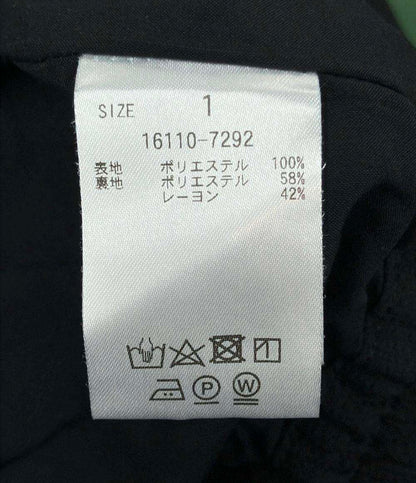 SIZE 1
16110-7292
表地 ポリエステル 100%
裏地 ポリエステル 58%
レーヨン 42%
P W